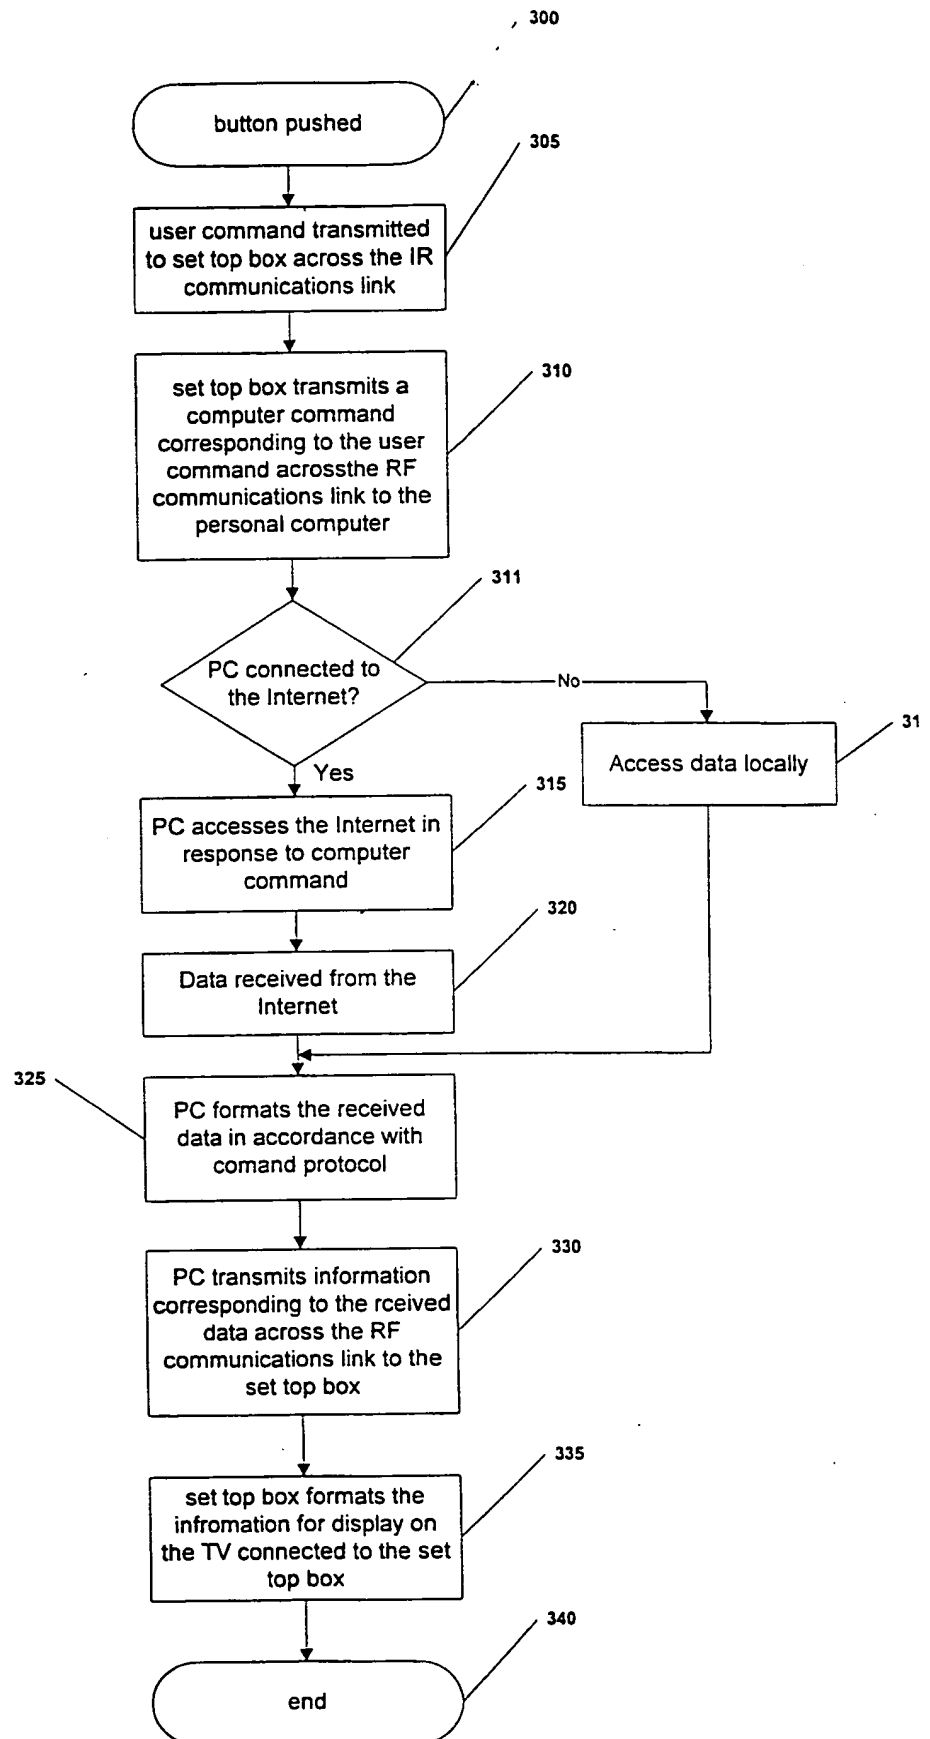 300
button pushed
305
user command transmitted
to set top box across the IR
communications link
310
set top box transmits a
computer command
corresponding to the user
command acrossthe RF
communications link to the
personal computer
311
PC connected to
the Internet?
No
31
Access data locally
Yes
315
PC accesses the Internet in
response to computer
command
320
Data received from the
Internet
325
PC formats the received
data in accordance with
comand protocol
330
PC transmits information
corresponding to the rceived
data across the RF
communications link to the
set top box
335
set top box formats the
infromation for display on
the TV connected to the set
top box
340
end